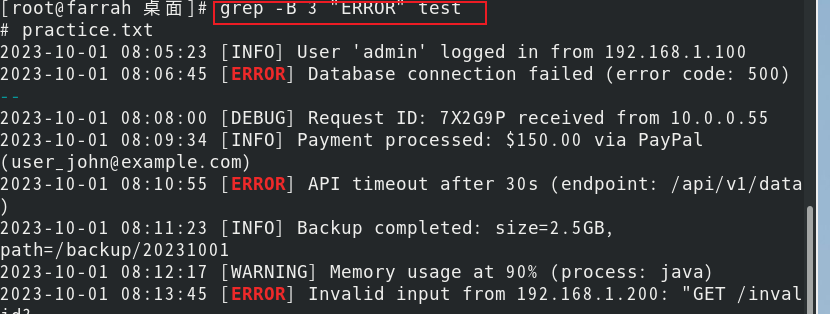 [root@farrah 桌面]# grep -B 3 "ERROR" test
# practice.txt
2023-10-01 08:05:23 [INFO] User 'admin' logged in from 192.168.1.100
2023-10-01 08:06:45 [ERROR] Database connection failed (error code: 500)
--
2023-10-01 08:08:00 [DEBUG] Request ID: 7X2G9P received from 10.0.0.55
2023-10-01 08:09:34 [INFO] Payment processed: $150.00 via PayPal
(user_john@example.com)
2023-10-01 08:10:55 [ERROR] API timeout after 30s (endpoint: /api/v1/data
)
2023-10-01 08:11:23 [INFO] Backup completed: size=2.5GB,
path=/backup/20231001
2023-10-01 08:12:17 [WARNING] Memory usage at 90% (process: java)
2023-10-01 08:13:45 [ERROR] Invalid input from 192.168.1.200: "GET /inval
id?